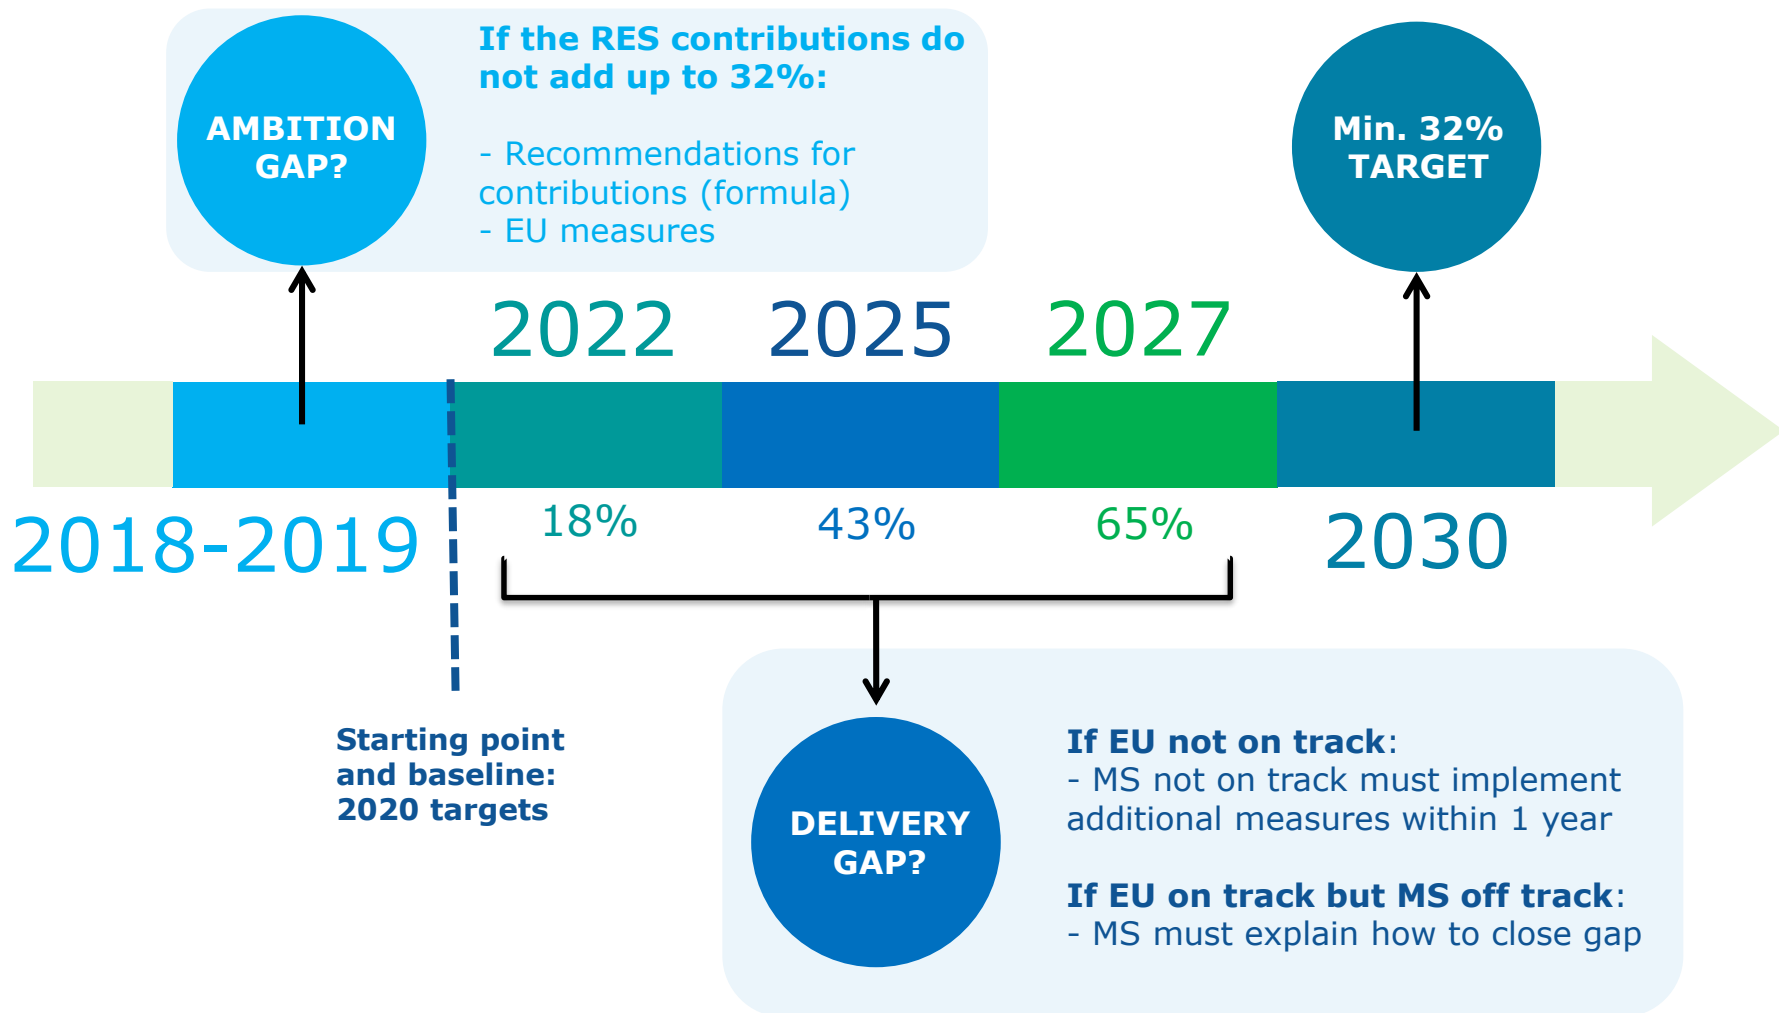 AMBITION
GAP?
If the RES contributions do
not add up to 32%:
- Recommendations for
contributions (formula)
- EU measures
Min. 32%
TARGET
2022
2025
2027
2018-2019
18%
43%
65%
2030
Starting point
and baseline:
2020 targets
DELIVERY
GAP?
If EU not on track:
- MS not on track must implement
additional measures within 1 year
If EU on track but MS off track:
- MS must explain how to close gap